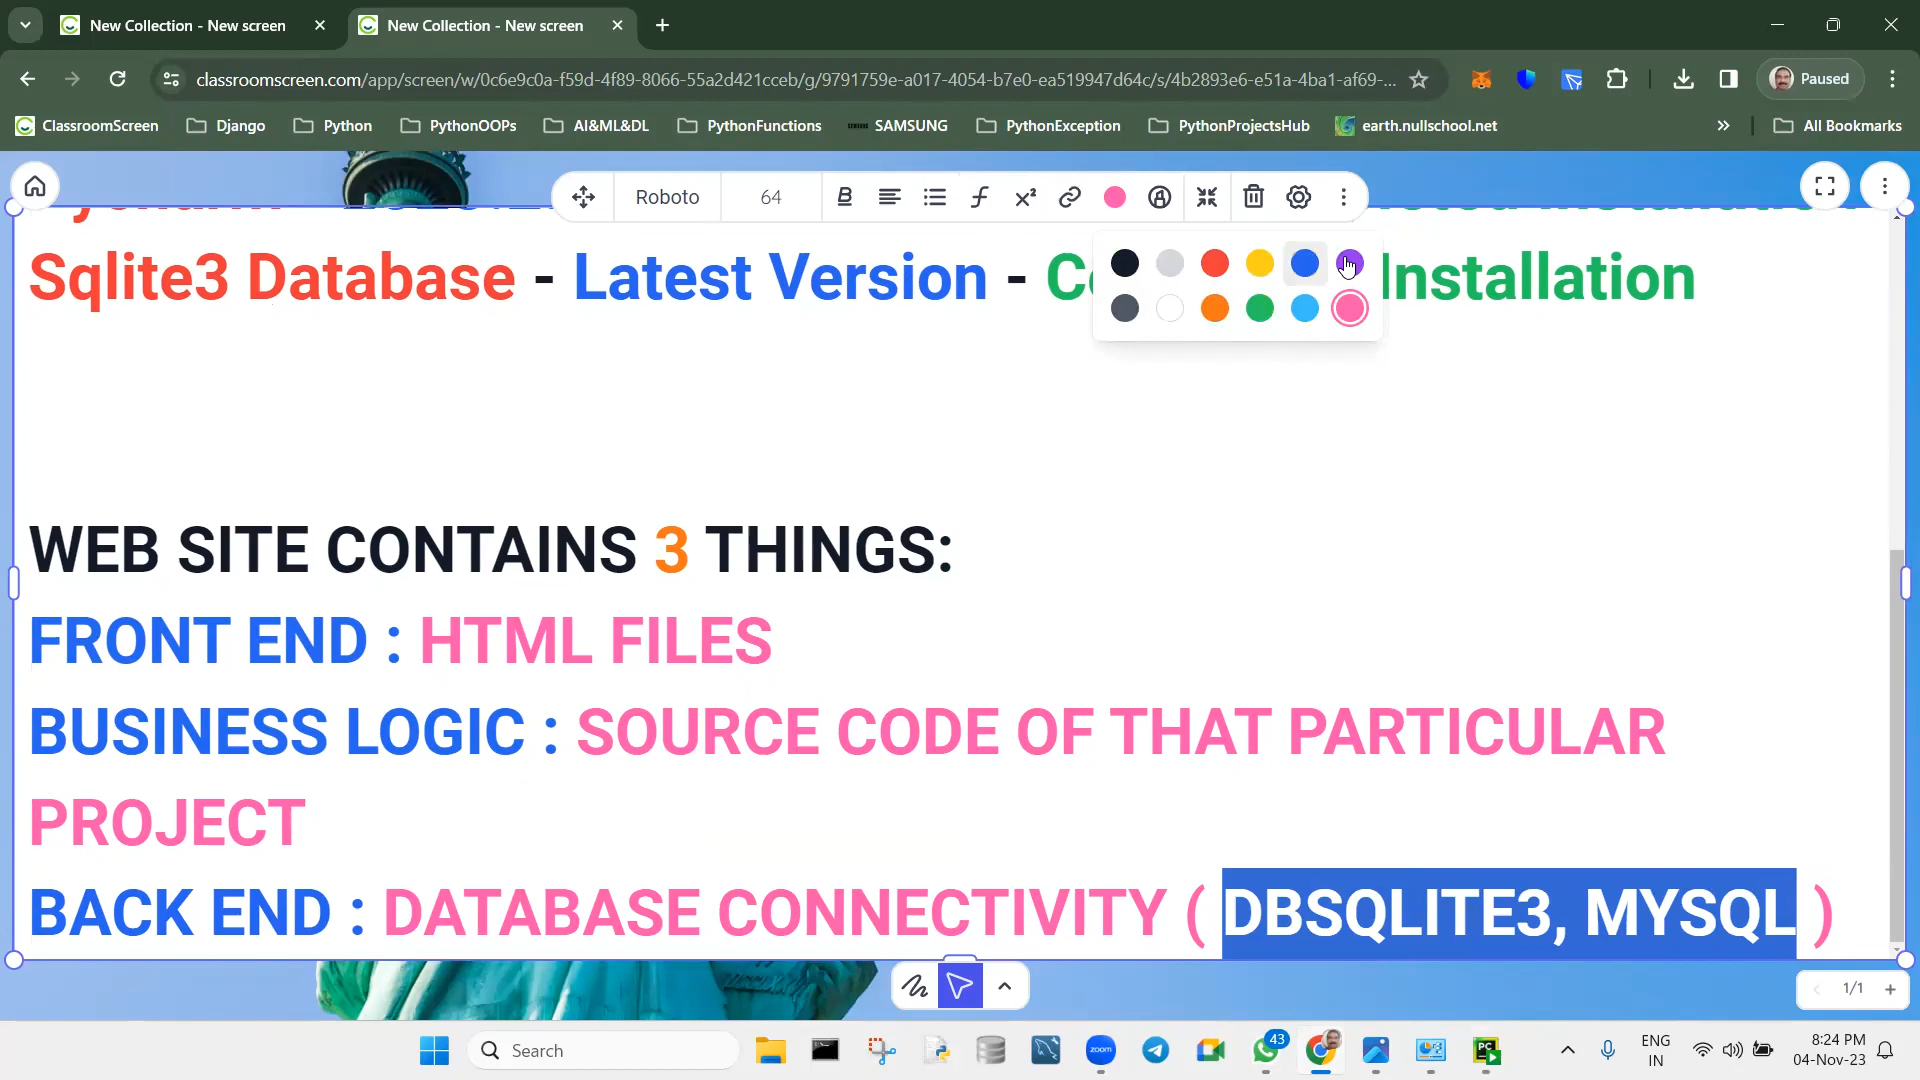 New Collection - New screen
New Collection - New screen
classroomscreen.com/app/screen/w/0c6e9c0a-f59d-4f89-8066-55a2d421cceb/g/9791759e-a017-4054-b7e0-ea519947d64c/s/4b2893e6-e51a-4ba1-af69-...
Paused
ClassroomScreen
Django
Python
PythonOOPs
AI&ML&DL
PythonFunctions
SAMSUNG
PythonException
PythonProjectsHub
earth.nullschool.net
All Bookmarks
Roboto
64
Sqlite3 Database - Latest Version - Installation
WEB SITE CONTAINS 3 THINGS:
FRONT END : HTML FILES
BUSINESS LOGIC : SOURCE CODE OF THAT PARTICULAR
PROJECT
BACK END : DATABASE CONNECTIVITY ( DBSQLITE3, MYSQL )
1/1
Search
zoom
43
PC
ENG
IN
8:24 PM
04-Nov-23